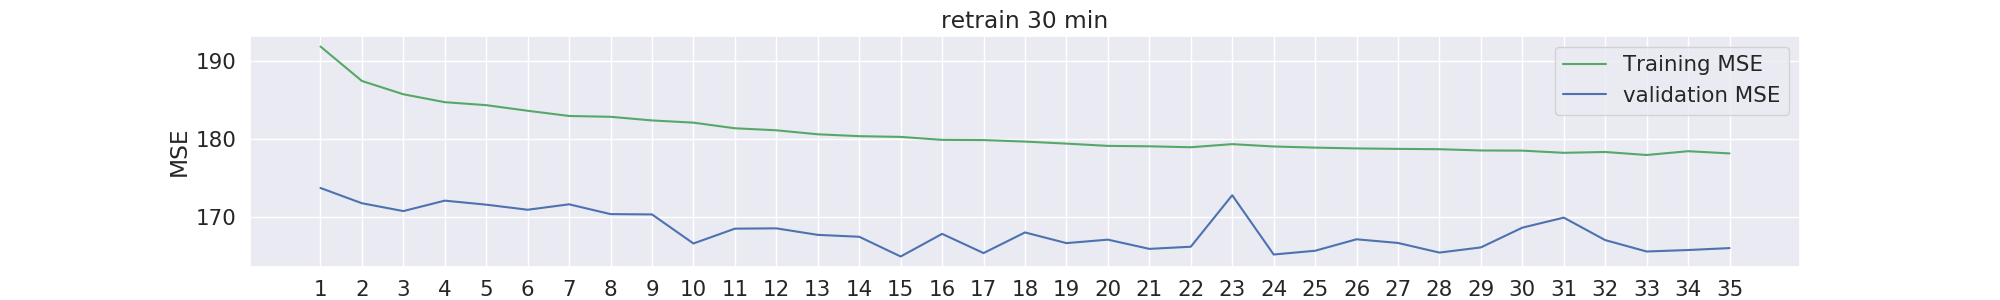 retrain 30 min
MSE
190
180
170
Training MSE
validation MSE
1 2 3 4 5 6 7 8 9 10 11 12 13 14 15 16 17 18 19 20 21 22 23 24 25 26 27 28 29 30 31 32 33 34 35